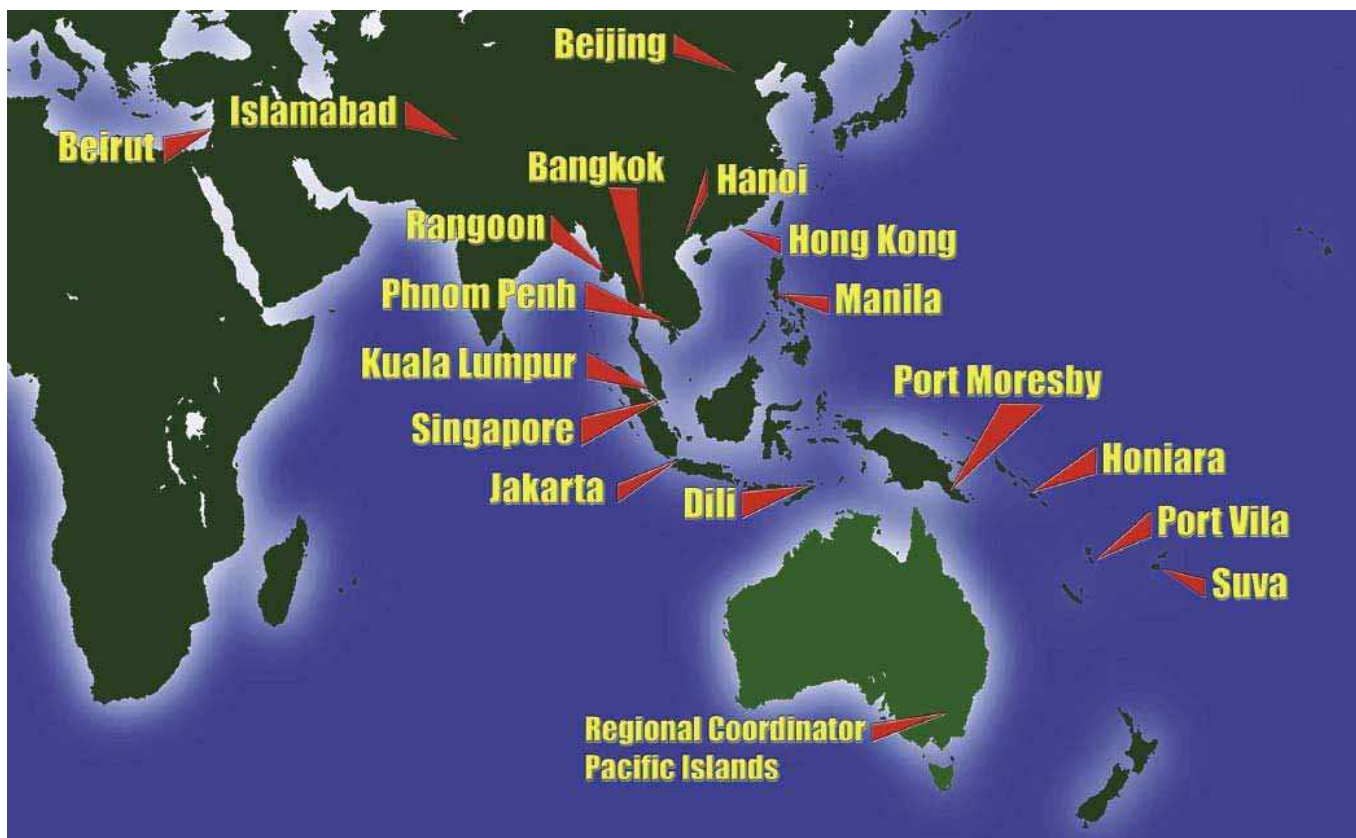 Beijing
Islamabad
Beirut
Bangkok
Hanoi
Rangoon
Hong Kong
Phnom Penh
Manila
Kuala Lumpur
Port Moresby
Singapore
Honiara
Jakarta
Dili
Port Vila
Suva
Regional Coordinator
Pacific Islands